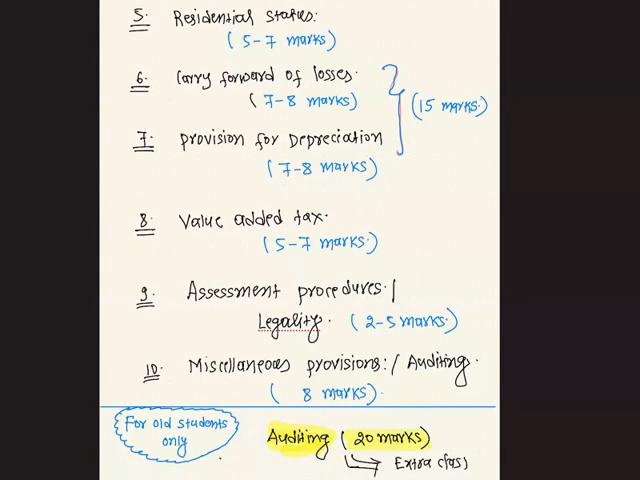 5. Residential status:
(5-7 marks)
6. Carry forward of losses.
(7-8 marks)
(15 marks)
7. Provision for Depreciation
(7-8 marks)
8. Value added tax.
(5-7 marks.)
9. Assessment procedures./
Legality. (2-5 marks.)
10. Miscellaneous provisions:/ Auditing.
(8 marks).
For old students
only
Auditing (20 marks)
Extra class